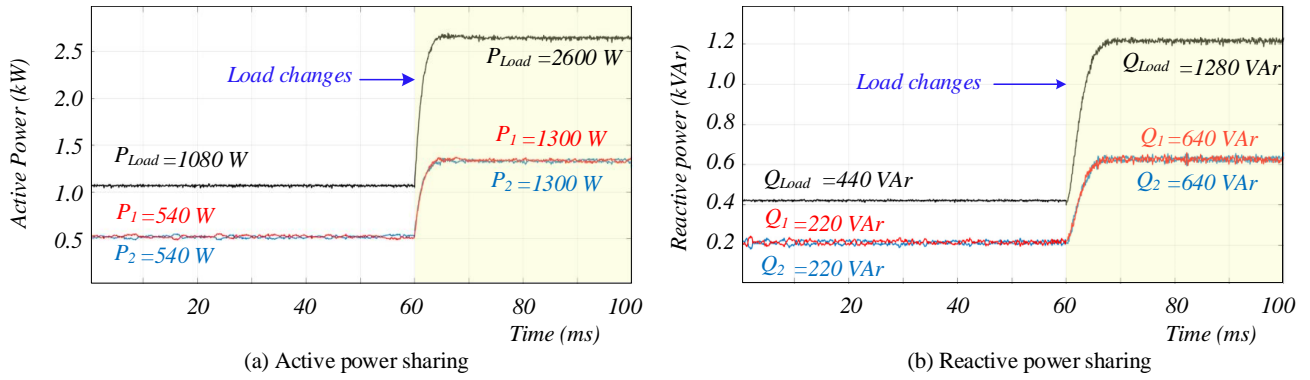 Active Power (kW)
2.5
2.0
1.5
1.0
0.5
P_Load =2600 W
Load changes
P_1=1300 W
P_Load =1080 W
P_2=1300 W
P_1=540 W
P_2=540 W
20
40
60
80
100
Time (ms)
(a) Active power sharing
Reactive power (kVAr)
1.2
1.0
0.8
0.6
0.4
0.2
Q_Load =1280 VAr
Load changes
Q_1=640 VAr
Q_Load =440 VAr
Q_2=640 VAr
Q_1=220 VAr
Q_2=220 VAr
20
40
60
80
100
Time (ms)
(b) Reactive power sharing